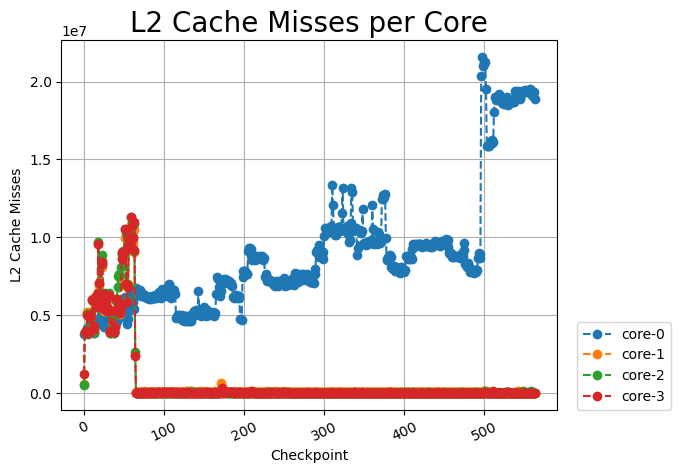 L2 Cache Misses per Core
1e7
2.0
1.5
1.0
0.5
0.0
L2 Cache Misses
0 100 200 300 400 500
Checkpoint
core-0
core-1
core-2
core-3